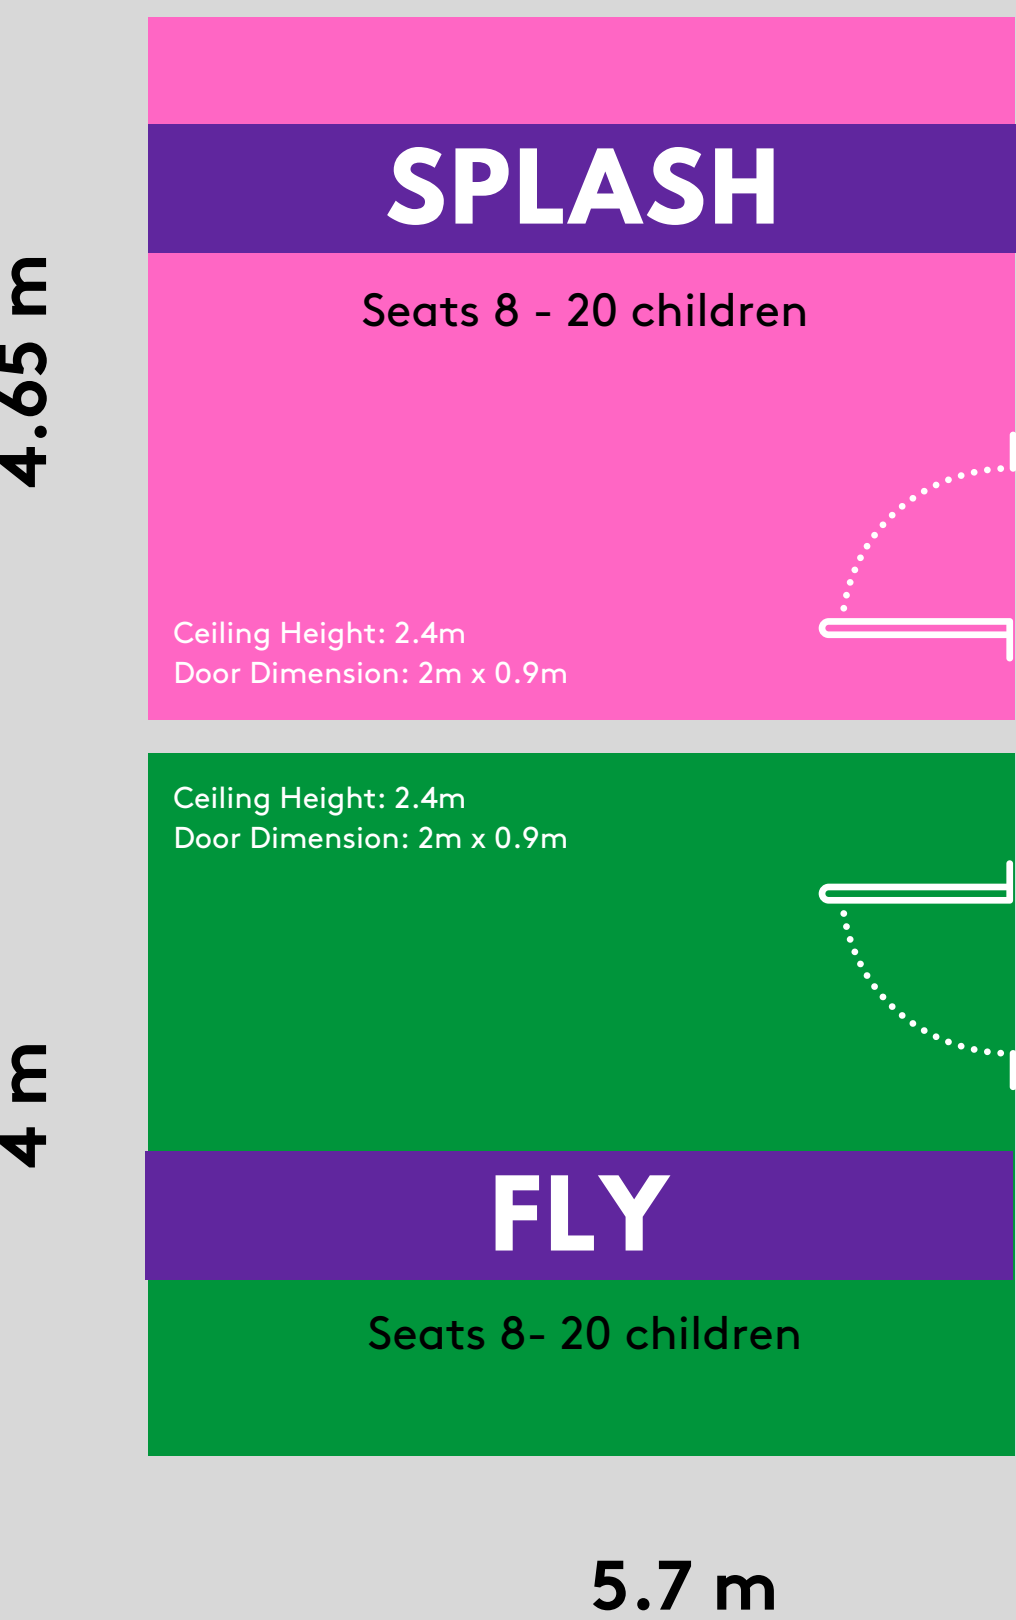 SPLASH
Seats 8 - 20 children
4.65 m
Ceiling Height: 2.4m
Door Dimension: 2m x 0.9m
Ceiling Height: 2.4m
Door Dimension: 2m x 0.9m
4 m
FLY
Seats 8- 20 children
5.7 m